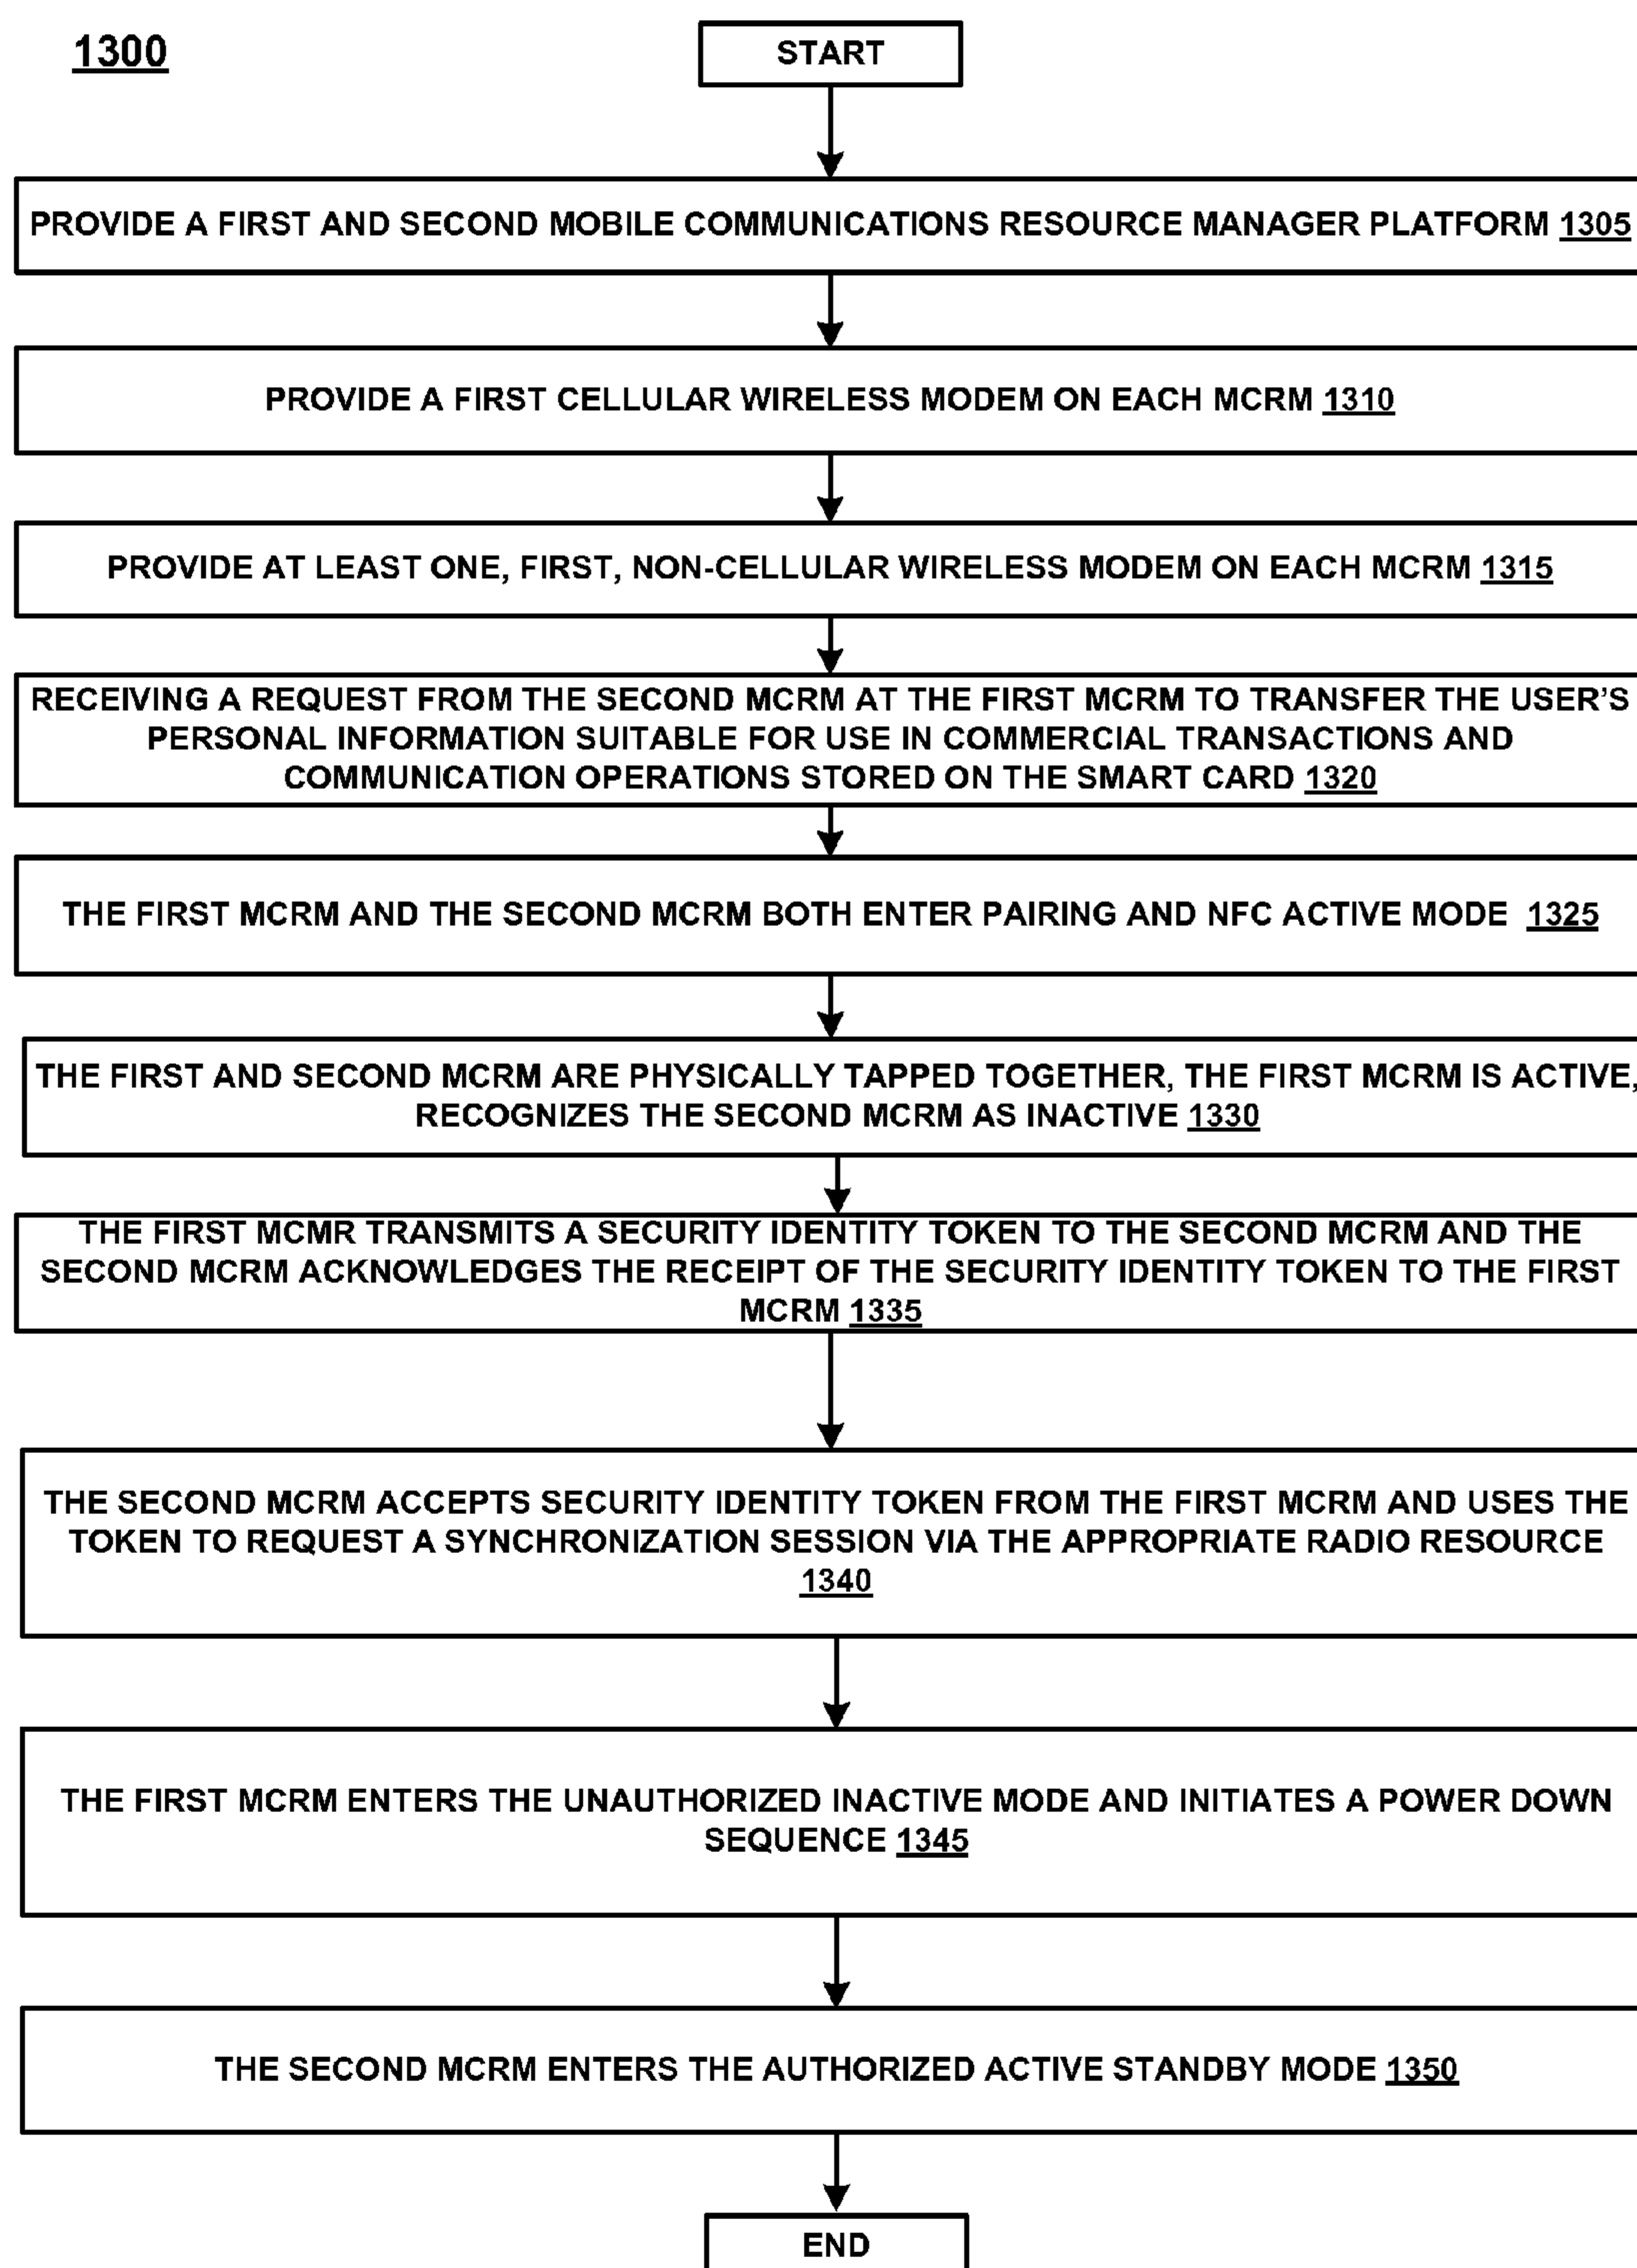 1300
START
PROVIDE A FIRST AND SECOND MOBILE COMMUNICATIONS RESOURCE MANAGER PLATFORM 1305
PROVIDE A FIRST CELLULAR WIRELESS MODEM ON EACH MCRM 1310
PROVIDE AT LEAST ONE, FIRST, NON-CELLULAR WIRELESS MODEM ON EACH MCRM 1315
RECEIVING A REQUEST FROM THE SECOND MCRM AT THE FIRST MCRM TO TRANSFER THE USER'S
PERSONAL INFORMATION SUITABLE FOR USE IN COMMERCIAL TRANSACTIONS AND
COMMUNICATION OPERATIONS STORED ON THE SMART CARD 1320
THE FIRST MCRM AND THE SECOND MCRM BOTH ENTER PAIRING AND NFC ACTIVE MODE 1325
THE FIRST AND SECOND MCRM ARE PHYSICALLY TAPPED TOGETHER, THE FIRST MCRM IS ACTIVE,
RECOGNIZES THE SECOND MCRM AS INACTIVE 1330
THE FIRST MCMR TRANSMITS A SECURITY IDENTITY TOKEN TO THE SECOND MCRM AND THE
SECOND MCRM ACKNOWLEDGES THE RECEIPT OF THE SECURITY IDENTITY TOKEN TO THE FIRST
MCRM 1335
THE SECOND MCRM ACCEPTS SECURITY IDENTITY TOKEN FROM THE FIRST MCRM AND USES THE
TOKEN TO REQUEST A SYNCHRONIZATION SESSION VIA THE APPROPRIATE RADIO RESOURCE
1340
THE FIRST MCRM ENTERS THE UNAUTHORIZED INACTIVE MODE AND INITIATES A POWER DOWN
SEQUENCE 1345
THE SECOND MCRM ENTERS THE AUTHORIZED ACTIVE STANDBY MODE 1350
END